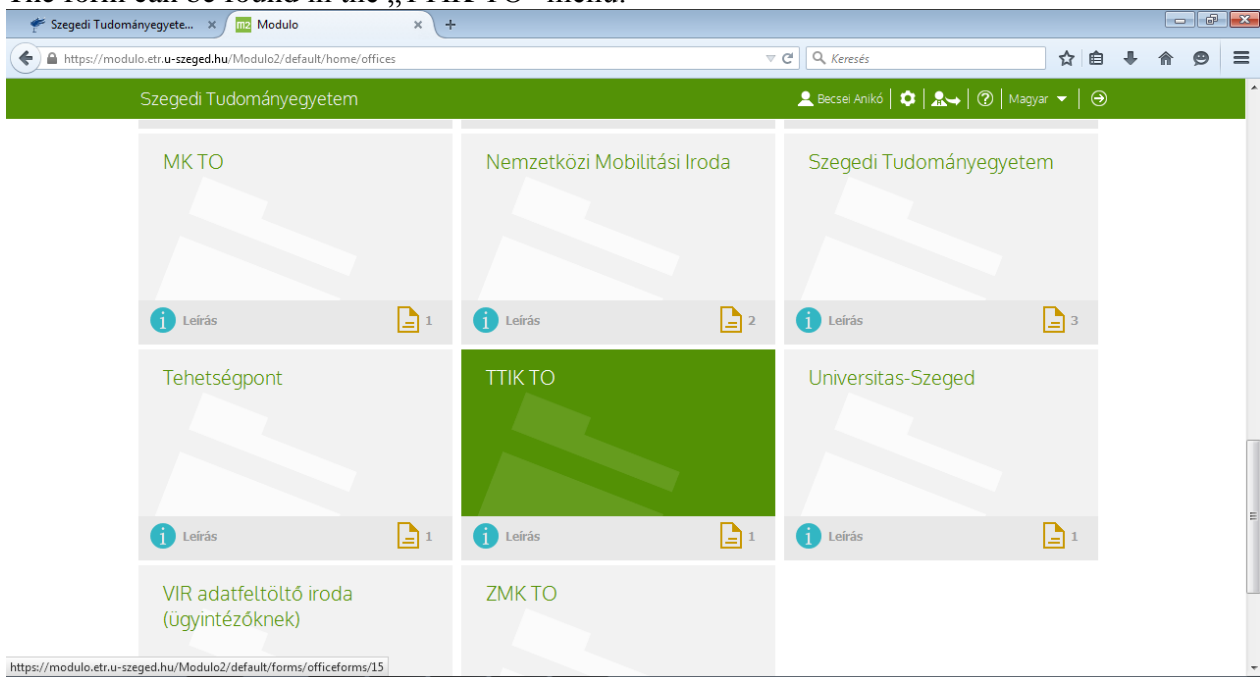 The form can be found in the „TTIK TO" menu.
Szegedi Tudományegyete... × m2 Modulo × +
https://modulo.etr.u-szeged.hu/Modulo2/default/home/offices Keresés
Szegedi Tudományegyetem Becsei Anikó Magyar
MK TO Nemzetközi Mobilitási Iroda Szegedi Tudományegyetem
i Leírás 1 i Leírás 2 i Leírás 3
Tehetségpont TTIK TO Universitas-Szeged
i Leírás 1 i Leírás 1 i Leírás 1
VIR adatfeltöltő iroda ZMK TO
(ügyintézőknek)
https://modulo.etr.u-szeged.hu/Modulo2/default/forms/officeforms/15